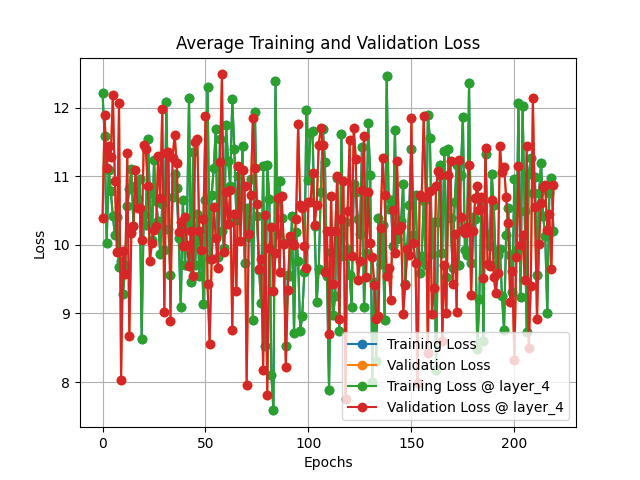 Average Training and Validation Loss
12
11
10
9
8
Loss
0
50
100
150
200
Epochs
Training Loss
Validation Loss
Training Loss @ layer_4
Validation Loss @ layer_4